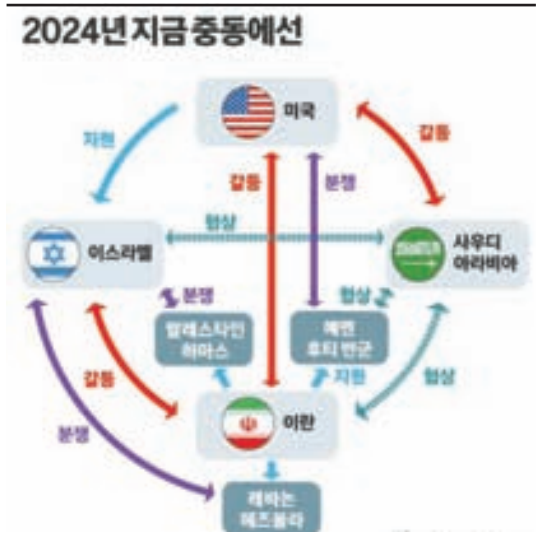 2024년 지금 중동에선
미국
지원
갈등
갈등
분쟁
협상
이스라엘
사우디
아라비아
분쟁
협상
팔레스타인
하마스
예멘
후티 반군
갈등
지원
협상
이란
분쟁
레바논
헤즈볼라